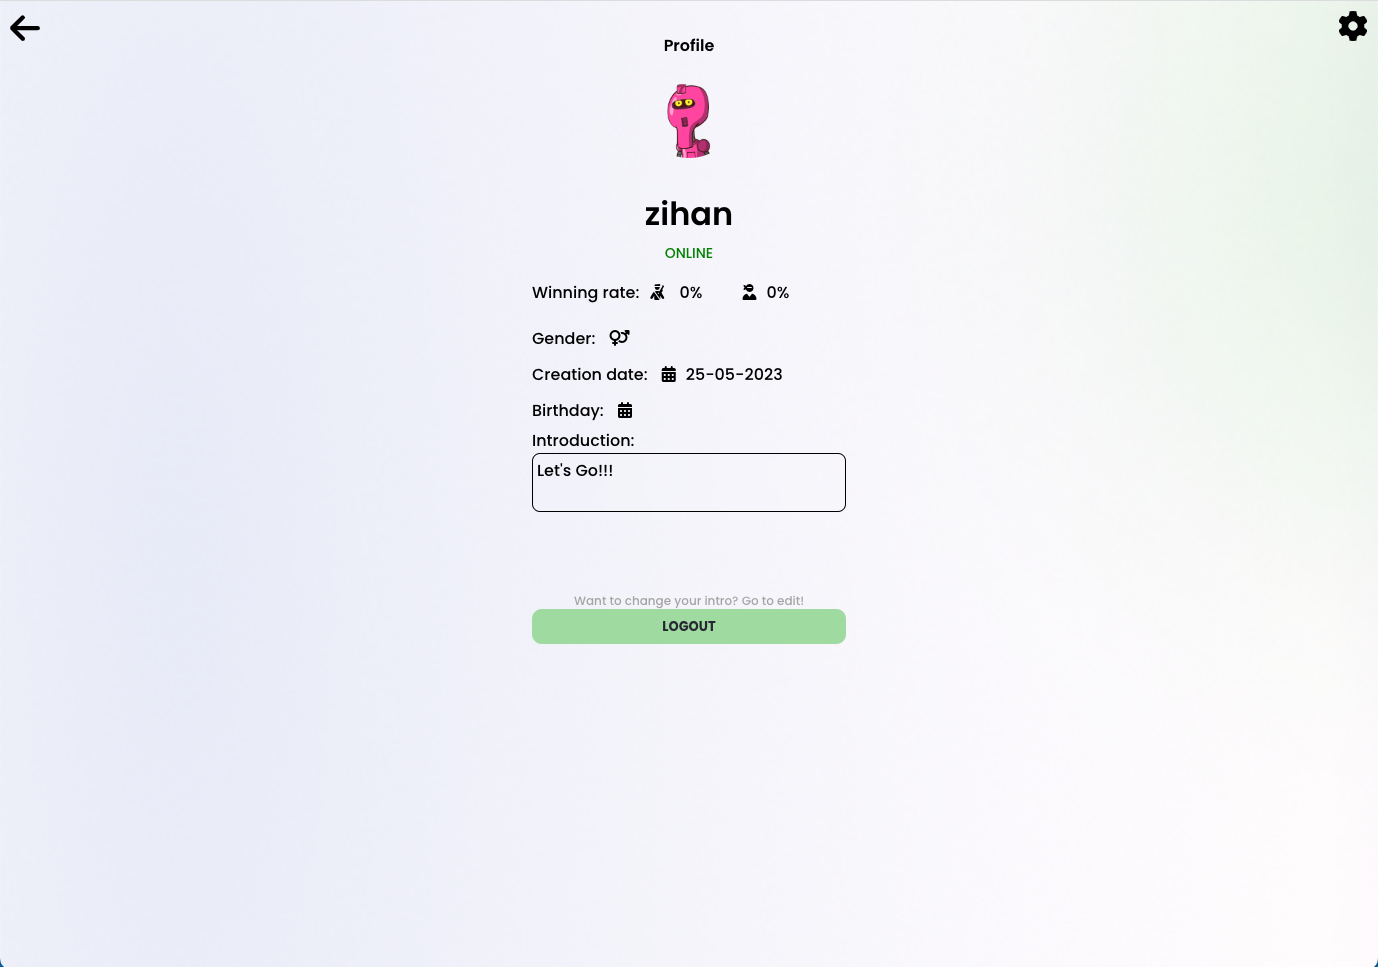 Profile
zihan
ONLINE
Winning rate: 0% 0%
Gender:
Creation date: 25-05-2023
Birthday:
Introduction:
Let's Go!!!
Want to change your intro? Go to edit!
LOGOUT